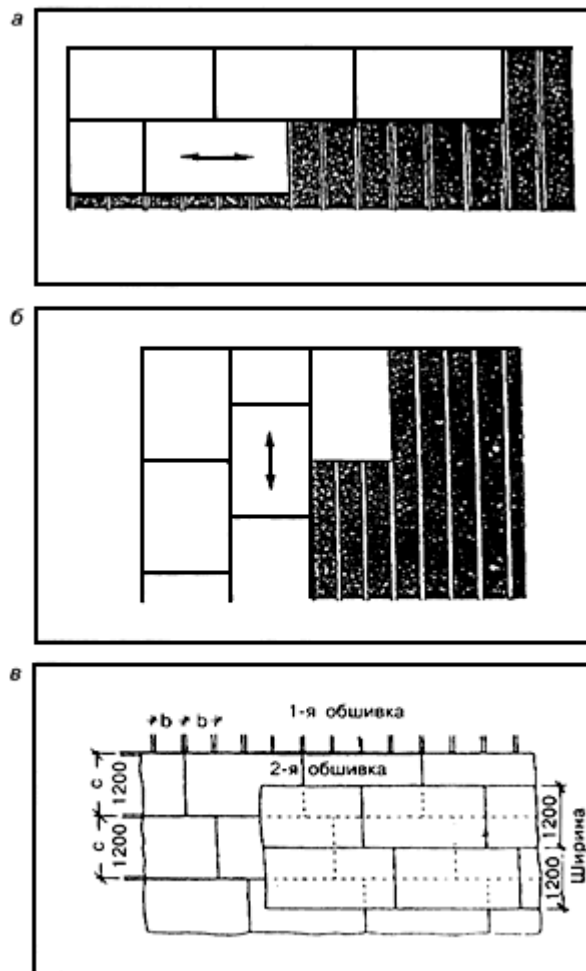 а
б
в
b b
1-я обшивка
2-я обшивка
с 1200
с 1200
1200
1200
Ширина